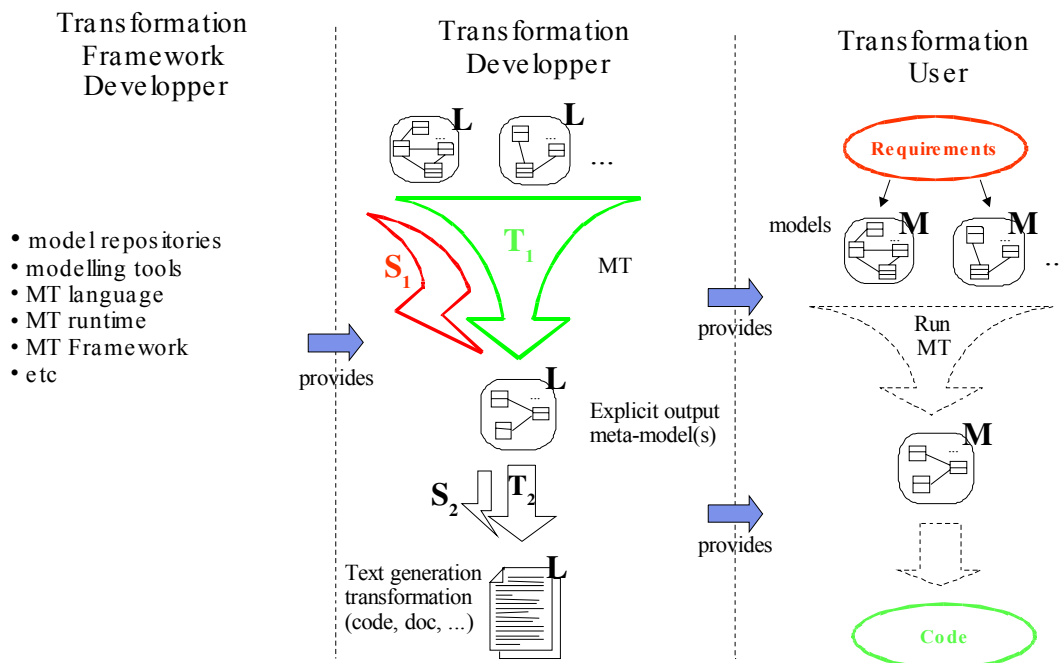 Transformation
Framework
Developper
• model repositories
• modelling tools
• MT language
• MT runtime
• MT Framework
• etc
provides
Transformation
Developper
L
...
L
...
...
S1
T1
MT
L
...
Explicit output
meta-model(s)
S2
T2
L
Text generation
transformation
(code, doc, ...)
provides
provides
Transformation
User
Requirements
models
M
...
M
...
...
Run
MT
M
...
Code